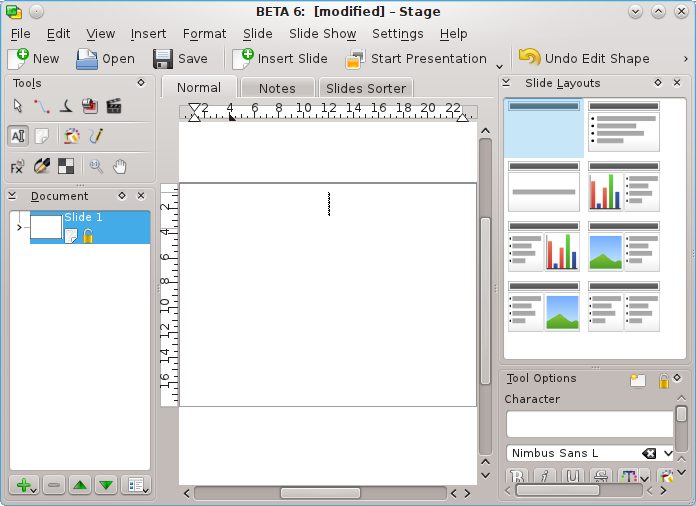 BETA 6: [modified] – Stage
File Edit View Insert Format Slide Slide Show Settings Help
New Open Save Insert Slide Start Presentation Undo Edit Shape
Tools
Normal Notes Slides Sorter
Slide Layouts
2 4 6 8 10 12 14 16 18 20 22
Document
Slide 1
2
4
6
8
10
12
14
16
Tool Options
Character
Nimbus Sans L
B I U S T